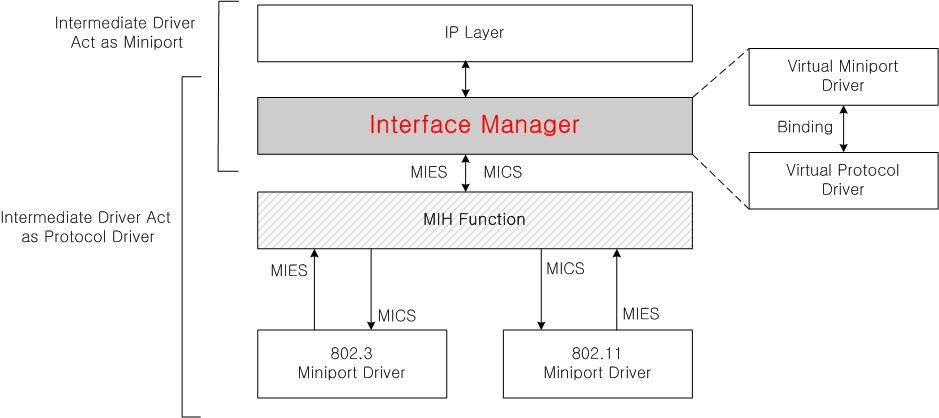 Intermediate Driver
Act as Miniport
IP Layer
Interface Manager
Virtual Miniport
Driver
Binding
Virtual Protocol
Driver
MIES
MICS
Intermediate Driver Act
as Protocol Driver
MIH Function
MIES
MICS
MICS
MIES
802.3
Miniport Driver
802.11
Miniport Driver